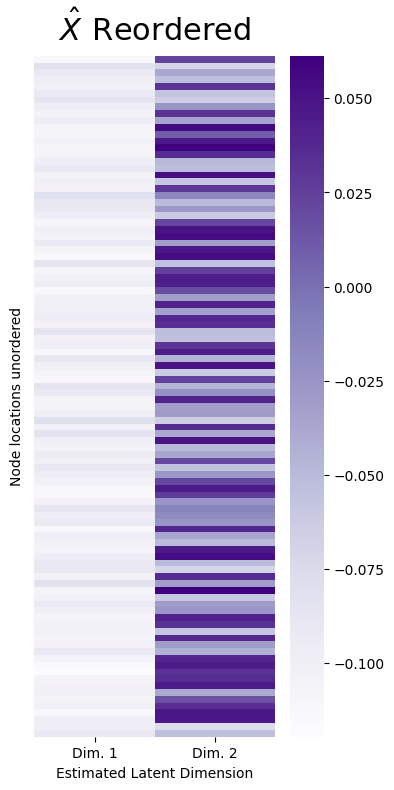 X̂ Reordered
0.050
0.025
0.000
−0.025
−0.050
−0.075
−0.100
Node locations unordered
Dim. 1 Dim. 2
Estimated Latent Dimension